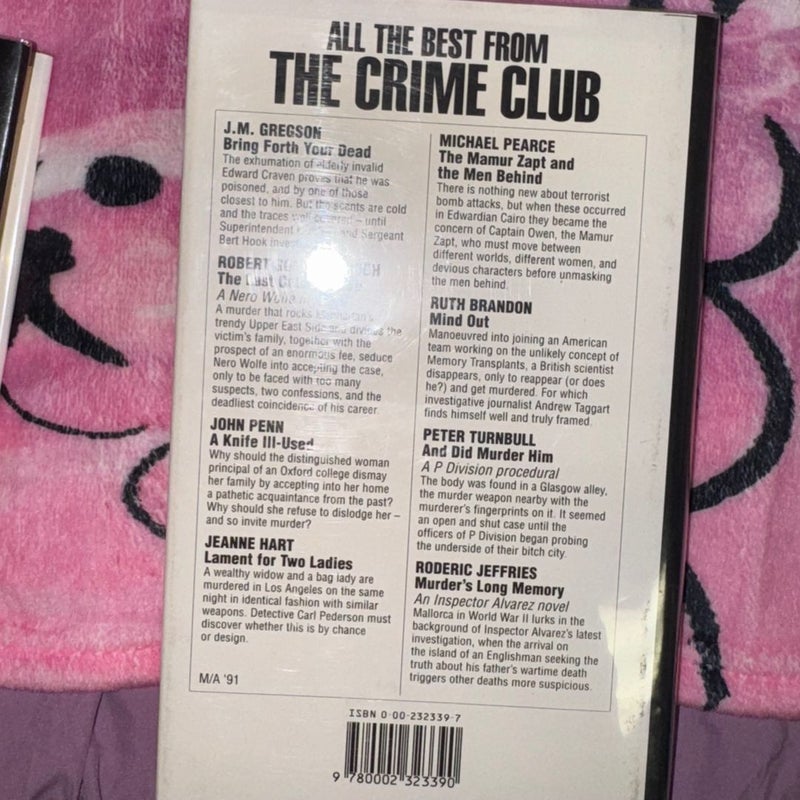 ALL THE BEST FROM
THE CRIME CLUB
J.M. GREGSON
Bring Forth Your Dead
The exhumation of elderly invalid
Edward Craven proves that he was
poisoned, and by one of those
closest to him. But the scents are cold
and the traces well covered – until
Superintendent and Sergeant
Bert Hook
ROBERT
The Last
A Nero Wolfe
A murder that rocks Manhattan's
trendy Upper East Side and divides the
victim's family, together with the
prospect of an enormous fee, seduce
Nero Wolfe into accepting the case,
only to be faced with too many
suspects, two confessions, and the
deadliest coincidence of his career.
JOHN PENN
A Knife Ill-Used
Why should the distinguished woman
principal of an Oxford college dismay
her family by accepting into her home
a pathetic acquaintance from the past?
Why should she refuse to dislodge her –
and so invite murder?
JEANNE HART
Lament for Two Ladies
A wealthy widow and a bag lady are
murdered in Los Angeles on the same
night in identical fashion with similar
weapons. Detective Carl Pederson must
discover whether this is by chance
or design.
M/A '91
MICHAEL PEARCE
The Mamur Zapt and
the Men Behind
There is nothing new about terrorist
bomb attacks, but when these occurred
in Edwardian Cairo they became the
concern of Captain Owen, the Mamur
Zapt, who must move between
different worlds, different women, and
devious characters before unmasking
the men behind.
RUTH BRANDON
Mind Out
Manoeuvred into joining an American
team working on the unlikely concept of
Memory Transplants, a British scientist
disappears, only to reappear (or does
he?) and get murdered. For which
investigative journalist Andrew Taggart
finds himself well and truly framed.
PETER TURNBULL
And Did Murder Him
A P Division procedural
The body was found in a Glasgow alley,
the murder weapon nearby with the
murderer's fingerprints on it. It seemed
an open and shut case until the
officers of P Division began probing
the underside of their bitch city.
RODERIC JEFFRIES
Murder's Long Memory
An Inspector Alvarez novel
Mallorca in World War II lurks in the
background of Inspector Alvarez's latest
investigation, when the arrival on
the island of an Englishman seeking the
truth about his father's wartime death
triggers other deaths more suspicious.
ISBN 0-00-232339-7
9 780002 323390